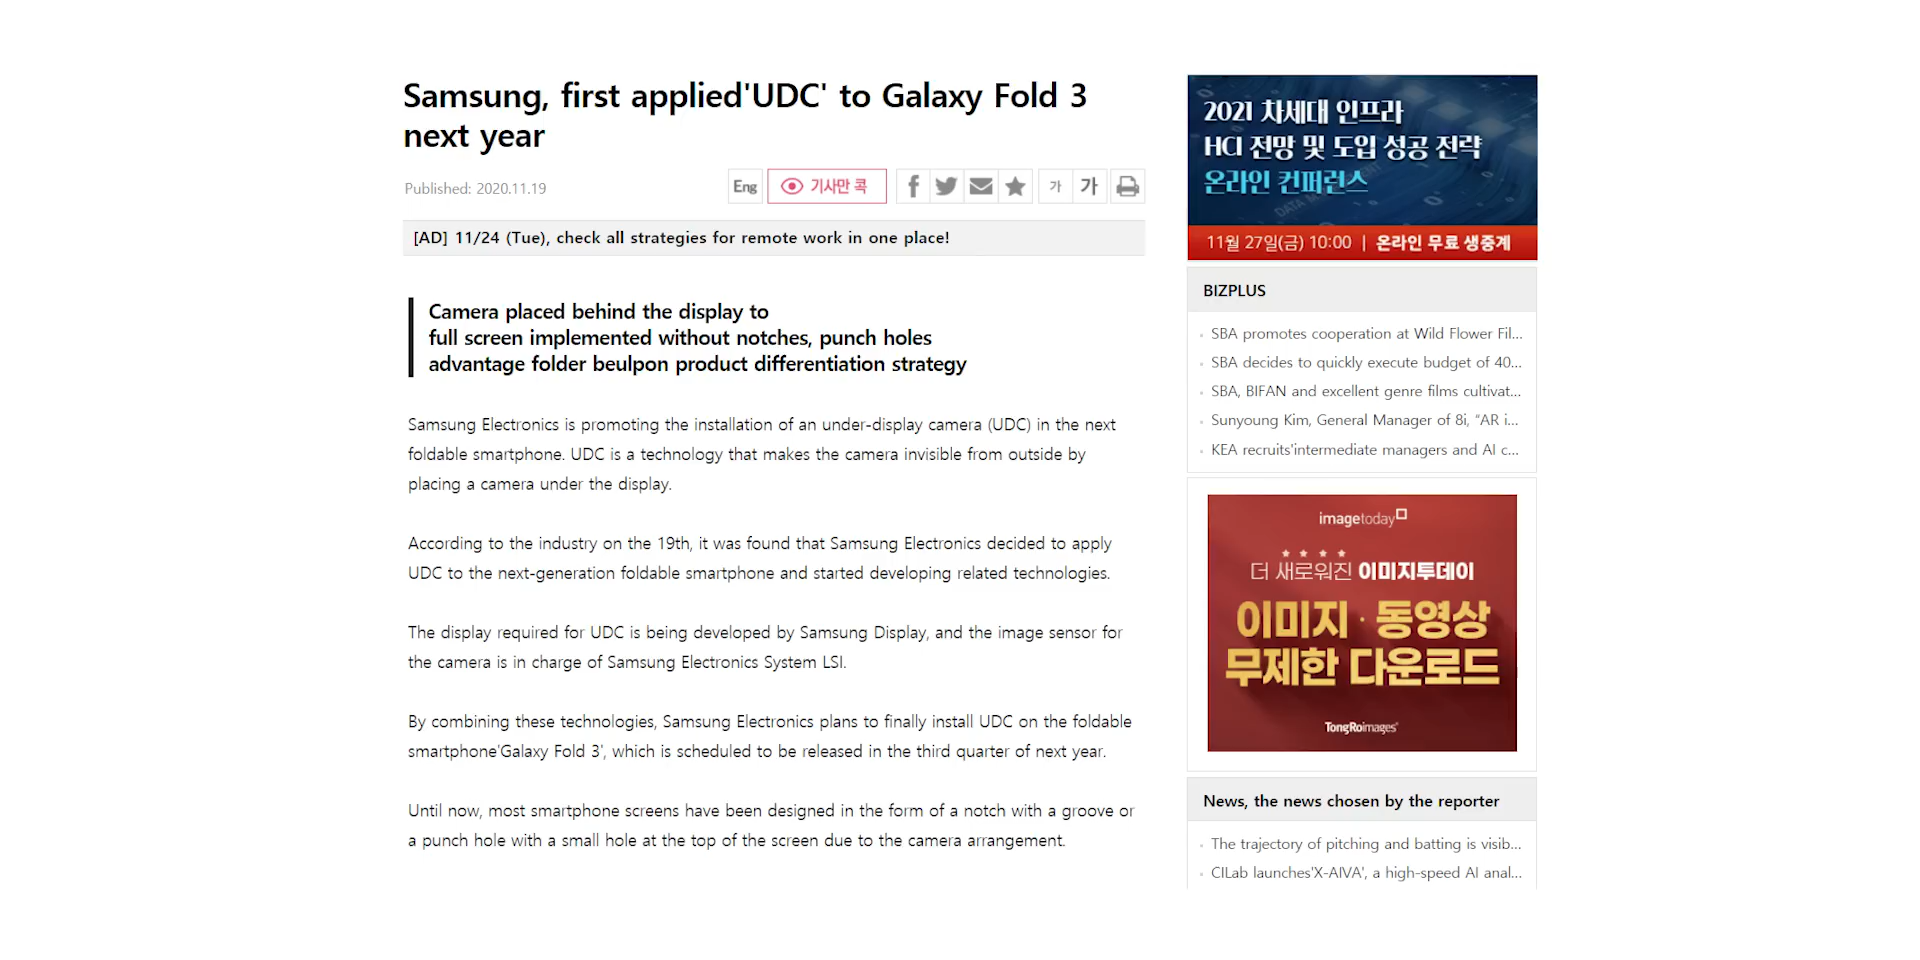 Samsung, first applied'UDC' to Galaxy Fold 3
next year
Published: 2020.11.19
Eng
기사만 콕
가
가
[AD] 11/24 (Tue), check all strategies for remote work in one place!
Camera placed behind the display to
full screen implemented without notches, punch holes
advantage folder beulpon product differentiation strategy
Samsung Electronics is promoting the installation of an under-display camera (UDC) in the next
foldable smartphone. UDC is a technology that makes the camera invisible from outside by
placing a camera under the display.
According to the industry on the 19th, it was found that Samsung Electronics decided to apply
UDC to the next-generation foldable smartphone and started developing related technologies.
The display required for UDC is being developed by Samsung Display, and the image sensor for
the camera is in charge of Samsung Electronics System LSI.
By combining these technologies, Samsung Electronics plans to finally install UDC on the foldable
smartphone'Galaxy Fold 3', which is scheduled to be released in the third quarter of next year.
Until now, most smartphone screens have been designed in the form of a notch with a groove or
a punch hole with a small hole at the top of the screen due to the camera arrangement.
2021 차세대 인프라
HCI 전망 및 도입 성공 전략
온라인 컨퍼런스
11월 27일(금) 10:00 | 온라인 무료 생중계
BIZPLUS
SBA promotes cooperation at Wild Flower Fil...
SBA decides to quickly execute budget of 40...
SBA, BIFAN and excellent genre films cultivat...
Sunyoung Kim, General Manager of 8i, “AR i...
KEA recruits'intermediate managers and AI c...
imagetoday
더 새로워진 이미지투데이
이미지·동영상
무제한 다운로드
TongRoimages
News, the news chosen by the reporter
The trajectory of pitching and batting is visib...
CILab launches'X-AIVA', a high-speed AI anal...